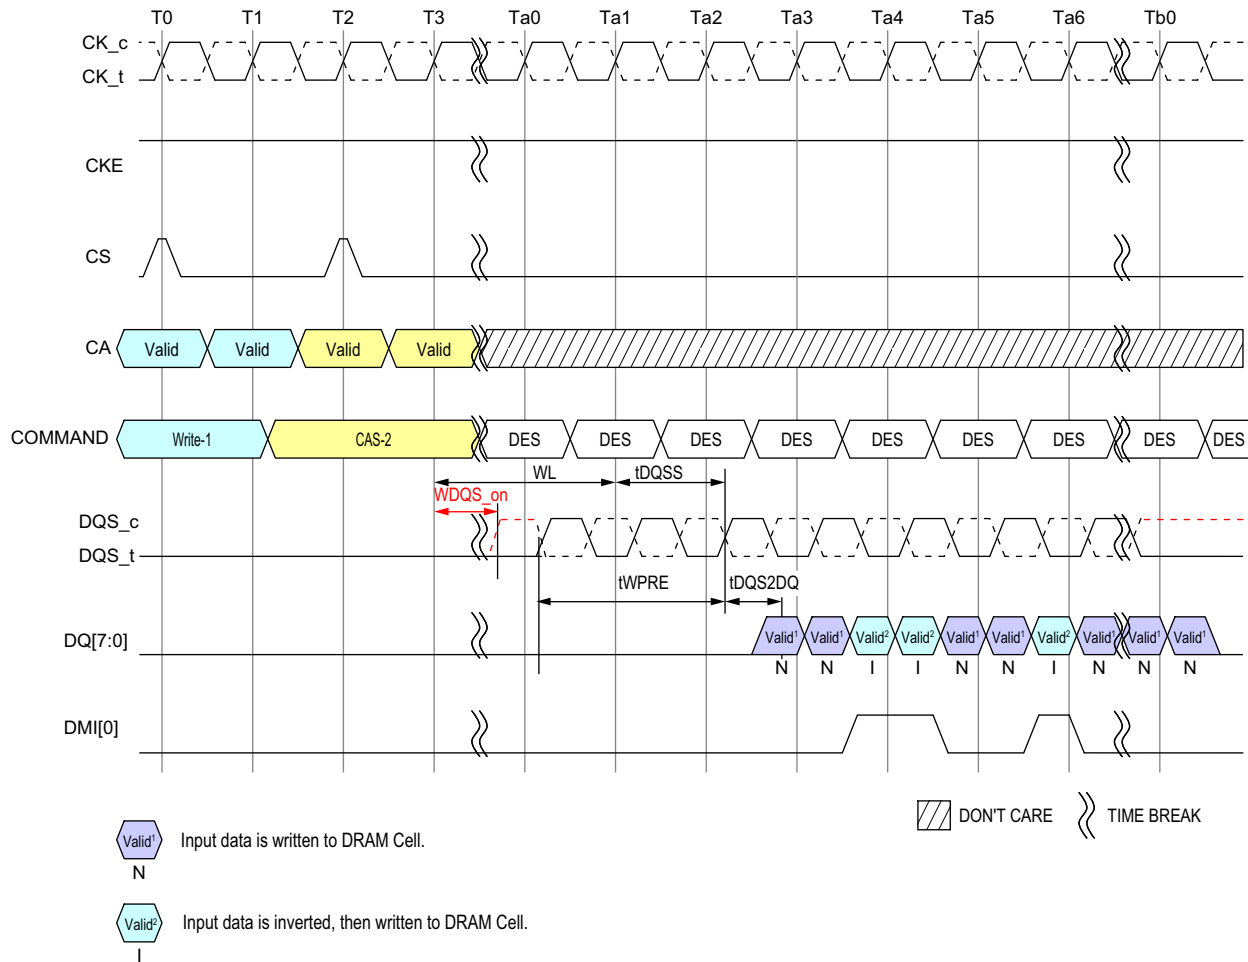 T0 T1 T2 T3 Ta0 Ta1 Ta2 Ta3 Ta4 Ta5 Ta6 Tb0
CK_c
CK_t
CKE
CS
CA Valid Valid Valid Valid
COMMAND Write-1 CAS-2 DES DES DES DES DES DES DES DES DES
WL tDQSS
WDQS_on
DQS_c
DQS_t
tWPRE tDQS2DQ
DQ[7:0] Valid¹ Valid¹ Valid² Valid² Valid¹ Valid¹ Valid² Valid¹ Valid¹ Valid¹
N N I I N N I N N N
DMI[0]
DON'T CARE TIME BREAK
Valid¹ Input data is written to DRAM Cell.
N
Valid² Input data is inverted, then written to DRAM Cell.
I